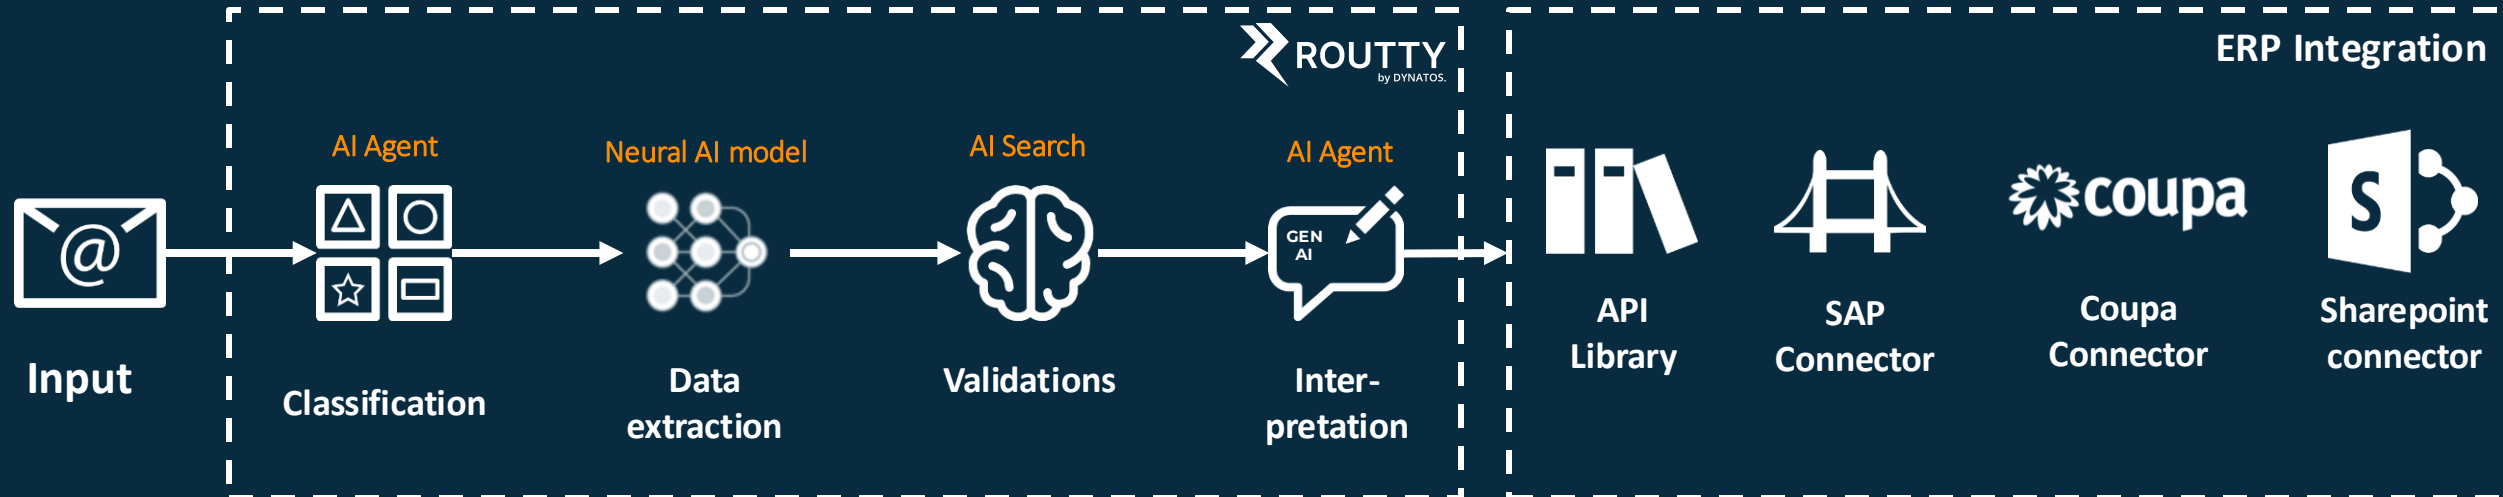 ROUTTY
by DYNATOS.
ERP Integration
AI Agent
Neural AI model
AI Search
AI Agent
@
GEN
AI
coupa
S
Input
Classification
Data
extraction
Validations
Inter-
pretation
API
Library
SAP
Connector
Coupa
Connector
Sharepoint
connector